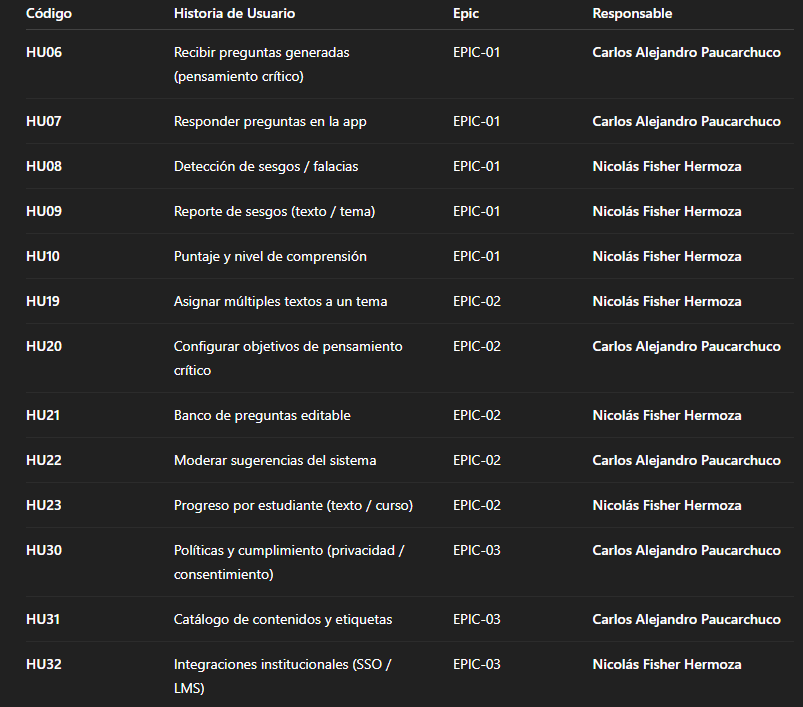 Código Historia de Usuario Epic Responsable
HU06 Recibir preguntas generadas EPIC-01 Carlos Alejandro Paucarchuco
(pensamiento crítico)
HU07 Responder preguntas en la app EPIC-01 Carlos Alejandro Paucarchuco
HU08 Detección de sesgos / falacias EPIC-01 Nicolás Fisher Hermoza
HU09 Reporte de sesgos (texto / tema) EPIC-01 Nicolás Fisher Hermoza
HU10 Puntaje y nivel de comprensión EPIC-01 Nicolás Fisher Hermoza
HU19 Asignar múltiples textos a un tema EPIC-02 Nicolás Fisher Hermoza
HU20 Configurar objetivos de pensamiento EPIC-02 Carlos Alejandro Paucarchuco
crítico
HU21 Banco de preguntas editable EPIC-02 Nicolás Fisher Hermoza
HU22 Moderar sugerencias del sistema EPIC-02 Carlos Alejandro Paucarchuco
HU23 Progreso por estudiante (texto / curso) EPIC-02 Nicolás Fisher Hermoza
HU30 Políticas y cumplimiento (privacidad / EPIC-03 Carlos Alejandro Paucarchuco
consentimiento)
HU31 Catálogo de contenidos y etiquetas EPIC-03 Carlos Alejandro Paucarchuco
HU32 Integraciones institucionales (SSO / EPIC-03 Nicolás Fisher Hermoza
LMS)